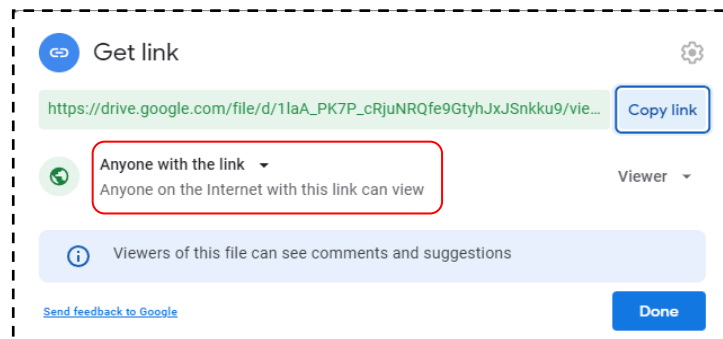 Get link
https://drive.google.com/file/d/1laA_PK7P_cRjuNRQfe9GtyhJxJSnkku9/vie...
Copy link
Anyone with the link
Anyone on the Internet with this link can view
Viewer
Viewers of this file can see comments and suggestions
Send feedback to Google
Done